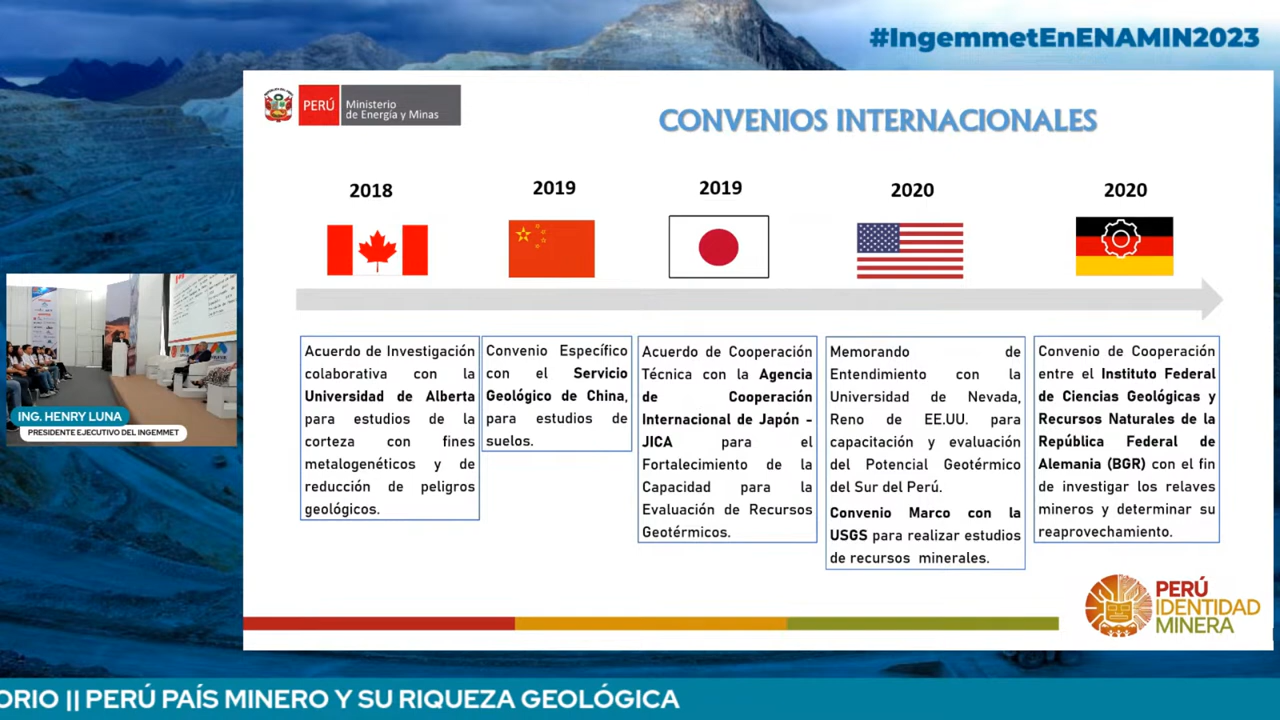 #IngemmetEnENAMIN2023
PERÚ
Ministerio
de Energía y Minas
CONVENIOS INTERNACIONALES
2018
2019
2019
2020
2020
Acuerdo de Investigación
colaborativa con la
Universidad de Alberta
para estudios de la
corteza con fines
metalogenéticos y de
reducción de peligros
geológicos.
Convenio Específico
con el Servicio
Geológico de China,
para estudios de
suelos.
Acuerdo de Cooperación
Técnica con la Agencia
de Cooperación
Internacional de Japón -
JICA para el
Fortalecimiento de la
Capacidad para la
Evaluación de Recursos
Geotérmicos.
Memorando de
Entendimiento con la
Universidad de Nevada,
Reno de EE.UU. para
capacitación y evaluación
del Potencial Geotérmico
del Sur del Perú.
Convenio Marco con la
USGS para realizar estudios
de recursos minerales.
Convenio de Cooperación
entre el Instituto Federal
de Ciencias Geológicas y
Recursos Naturales de la
República Federal de
Alemania (BGR) con el fin
de investigar los relaves
mineros y determinar su
reaprovechamiento.
ING. HENRY LUNA
PRESIDENTE EJECUTIVO DEL INGEMMET
PERÚ
IDENTIDAD
MINERA
ORIO || PERÚ PAÍS MINERO Y SU RIQUEZA GEOLÓGICA